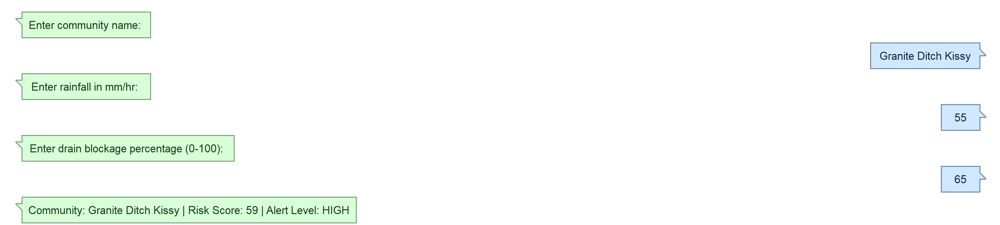 Enter community name:
Granite Ditch Kissy
Enter rainfall in mm/hr:
55
Enter drain blockage percentage (0-100):
65
Community: Granite Ditch Kissy | Risk Score: 59 | Alert Level: HIGH